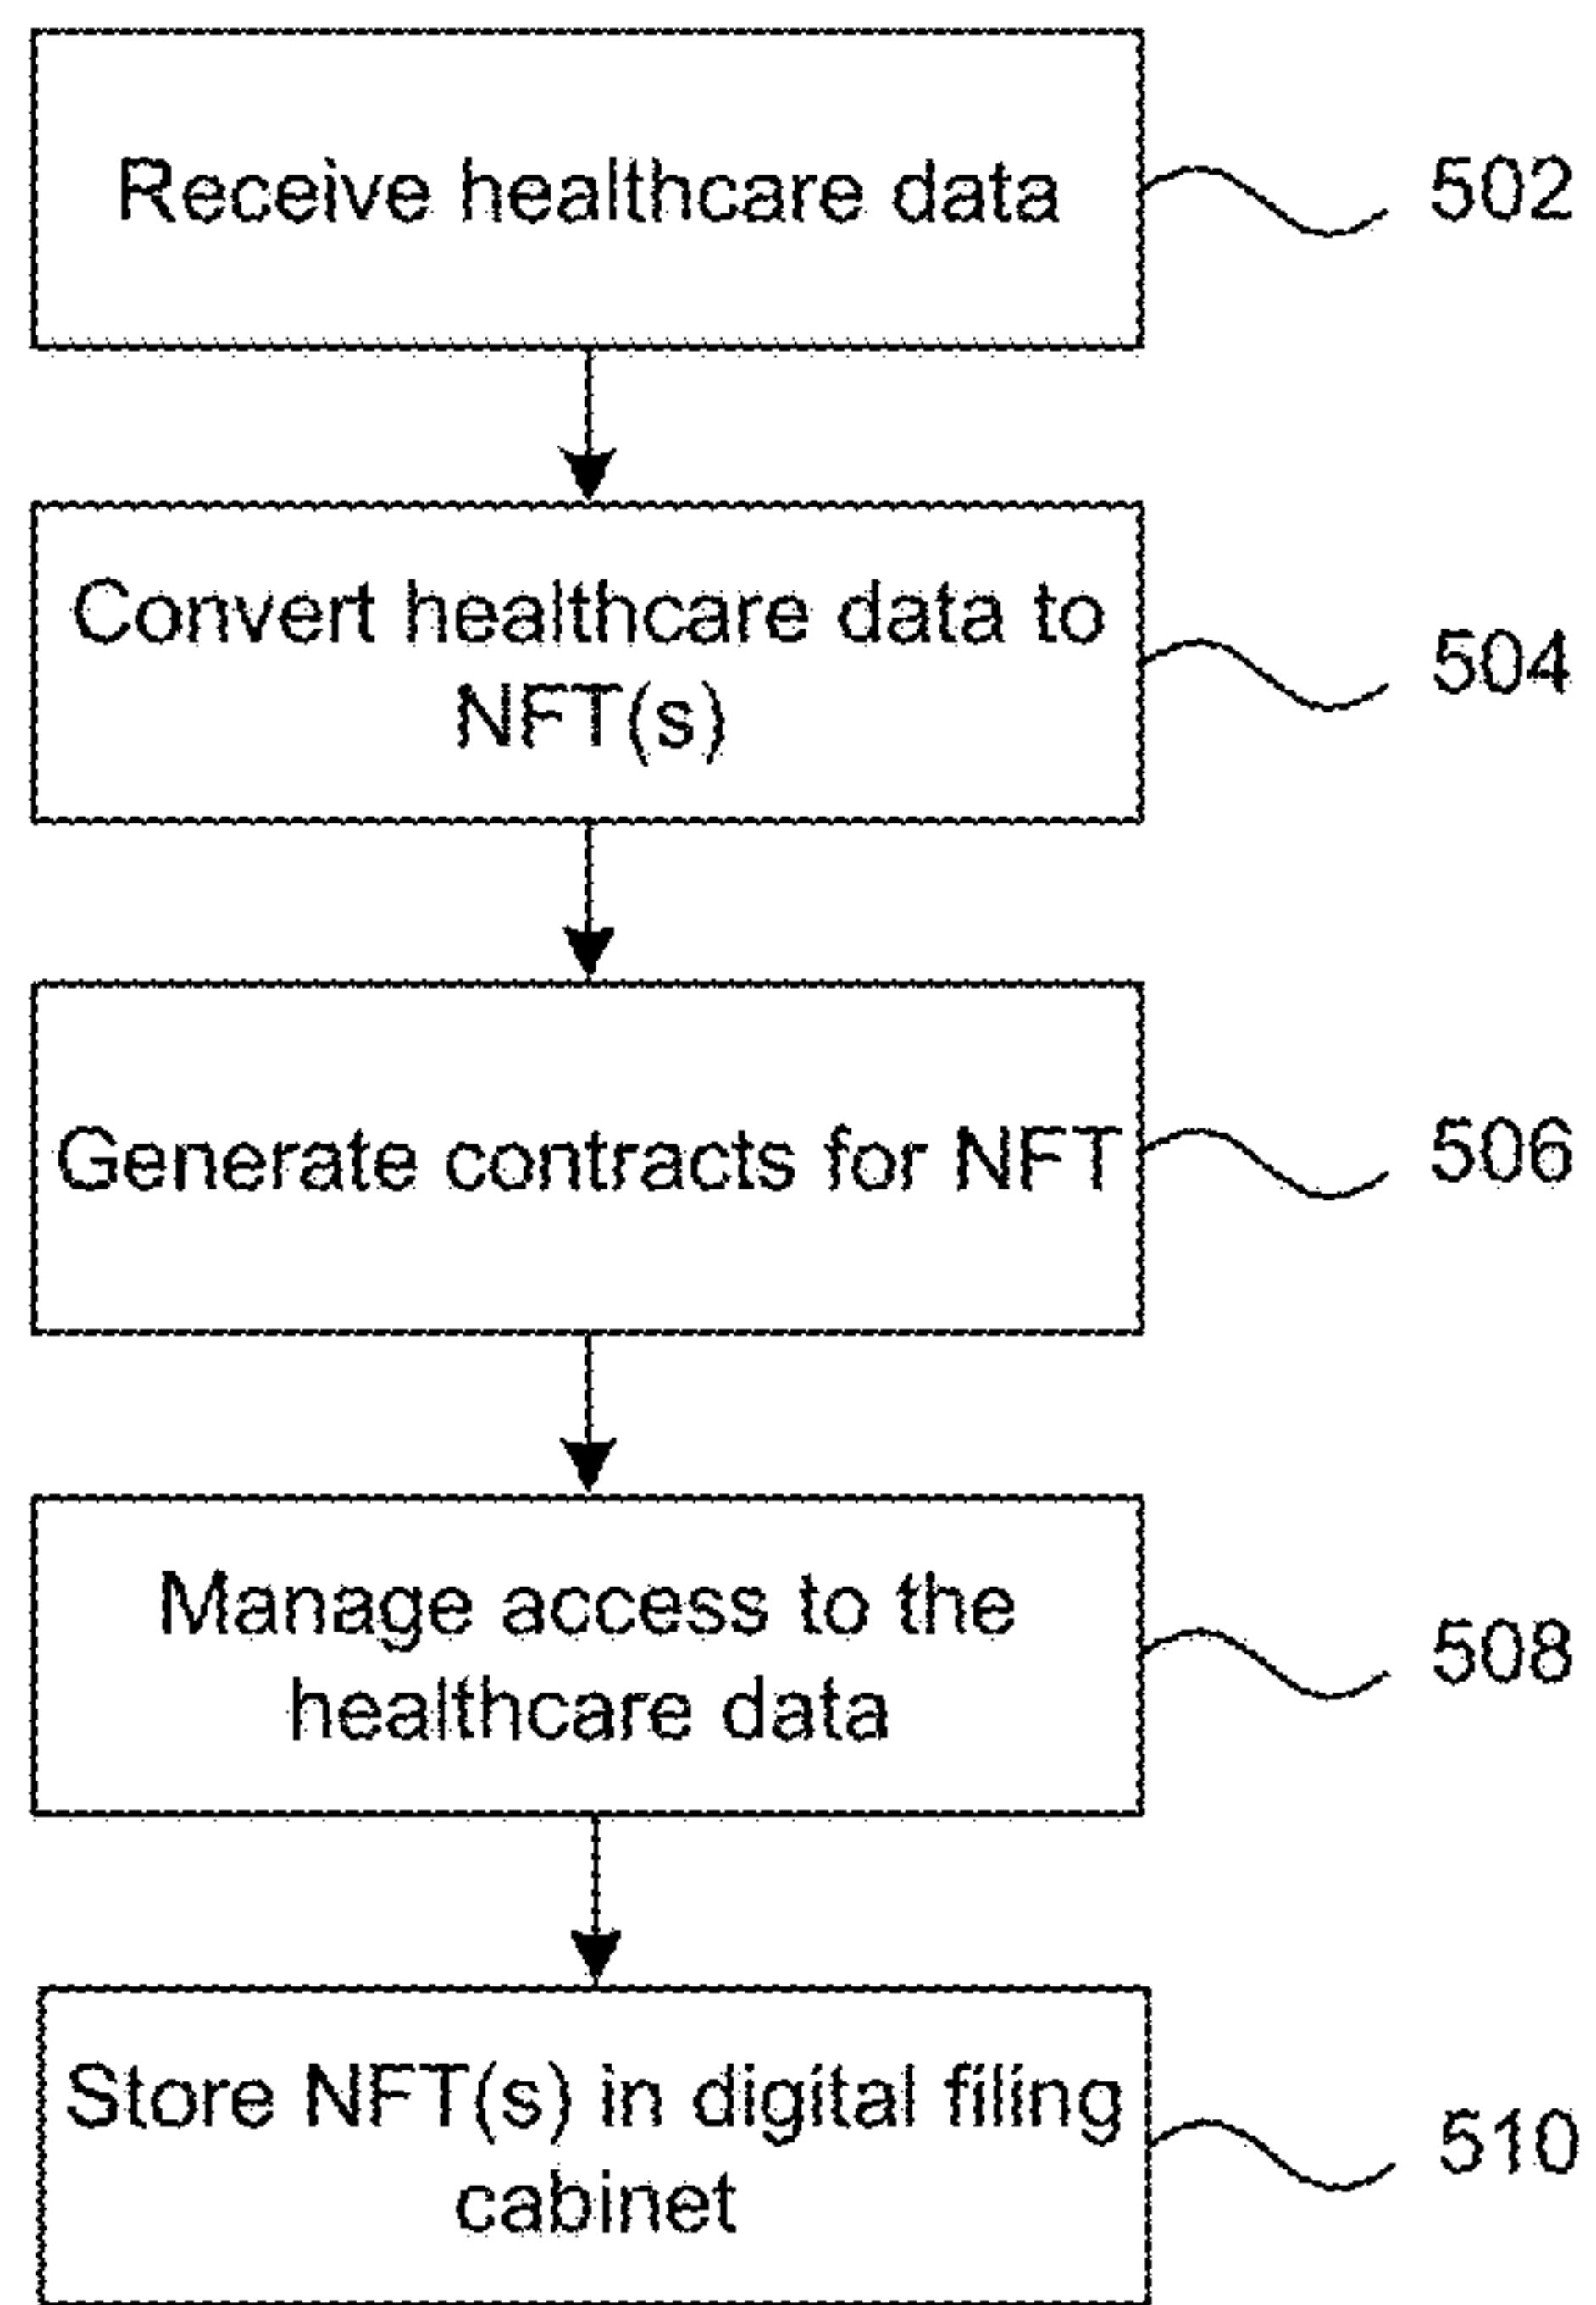 Receive healthcare data
502
Convert healthcare data to
NFT(s)
504
Generate contracts for NFT
506
Manage access to the
healthcare data
508
Store NFT(s) in digital filing
cabinet
510